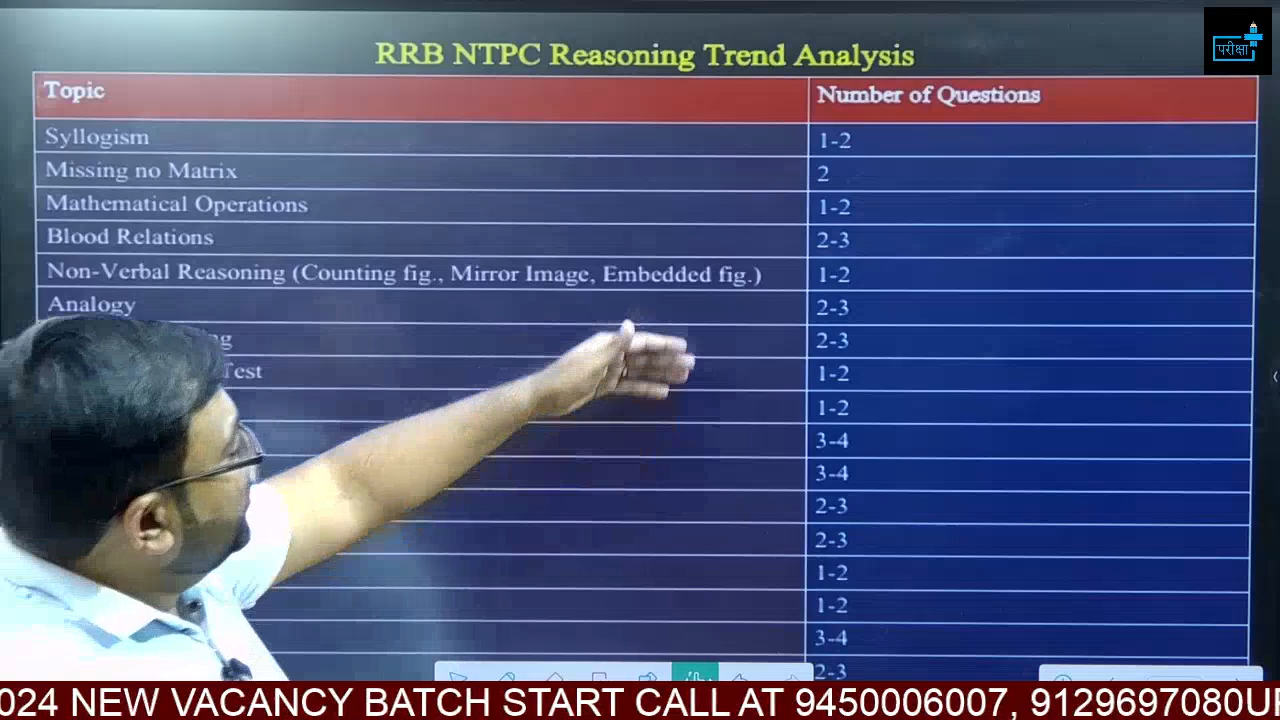 परीक्षा
RRB NTPC Reasoning Trend Analysis
Topic Number of Questions
Syllogism 1-2
Missing no Matrix 2
Mathematical Operations 1-2
Blood Relations 2-3
Non-Verbal Reasoning (Counting fig., Mirror Image, Embedded fig.) 1-2
Analogy 2-3
2-3
Test 1-2
1-2
3-4
3-4
2-3
2-3
1-2
1-2
3-4
2-3
024 NEW VACANCY BATCH START CALL AT 9450006007, 9129697080